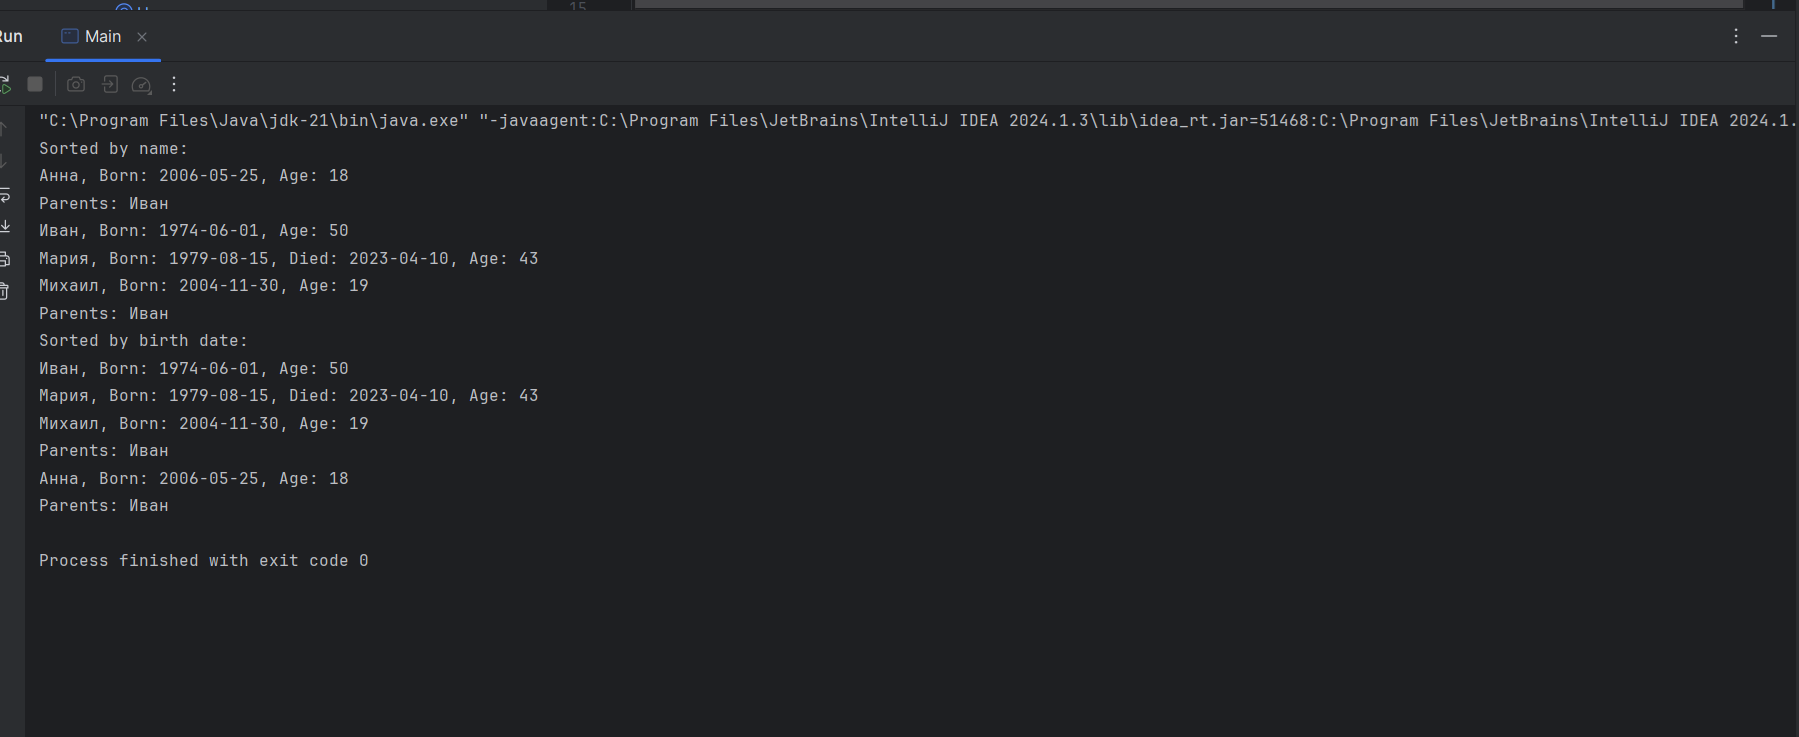 Run
Main
"C:\Program Files\Java\jdk-21\bin\java.exe" "-javaagent:C:\Program Files\JetBrains\IntelliJ IDEA 2024.1.3\lib\idea_rt.jar=51468:C:\Program Files\JetBrains\IntelliJ IDEA 2024.1.
Sorted by name:
Анна, Born: 2006-05-25, Age: 18
Parents: Иван
Иван, Born: 1974-06-01, Age: 50
Мария, Born: 1979-08-15, Died: 2023-04-10, Age: 43
Михаил, Born: 2004-11-30, Age: 19
Parents: Иван
Sorted by birth date:
Иван, Born: 1974-06-01, Age: 50
Мария, Born: 1979-08-15, Died: 2023-04-10, Age: 43
Михаил, Born: 2004-11-30, Age: 19
Parents: Иван
Анна, Born: 2006-05-25, Age: 18
Parents: Иван
Process finished with exit code 0